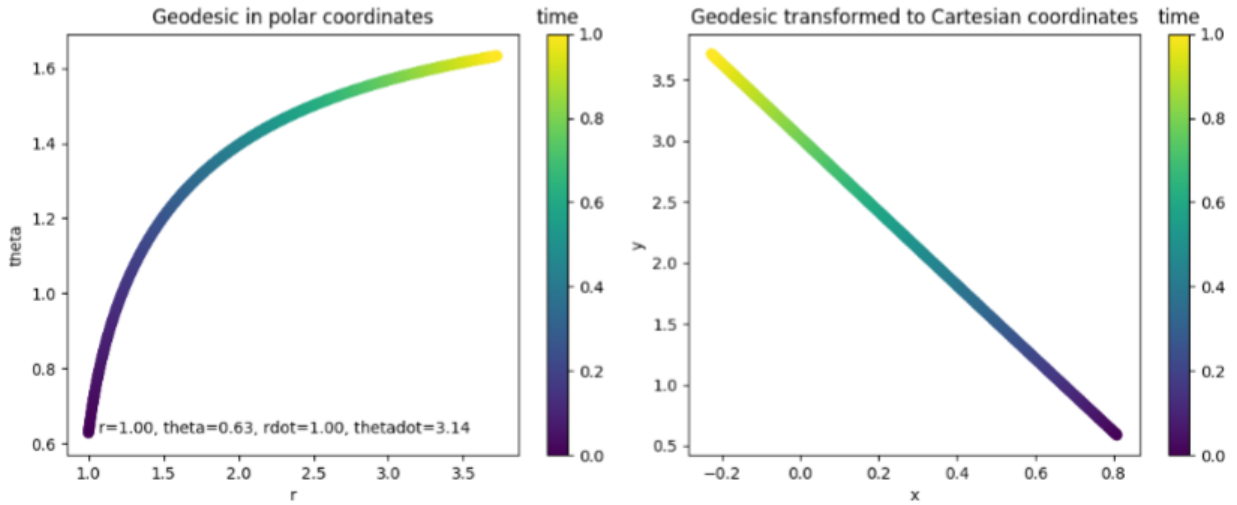 Geodesic in polar coordinates
time
1.6
1.4
1.2
1.0
0.8
0.6
theta
r=1.00, theta=0.63, rdot=1.00, thetadot=3.14
1.0 1.5 2.0 2.5 3.0 3.5
r
1.0
0.8
0.6
0.4
0.2
0.0
Geodesic transformed to Cartesian coordinates
time
3.5
3.0
2.5
2.0
1.5
1.0
0.5
y
−0.2 0.0 0.2 0.4 0.6 0.8
x
1.0
0.8
0.6
0.4
0.2
0.0